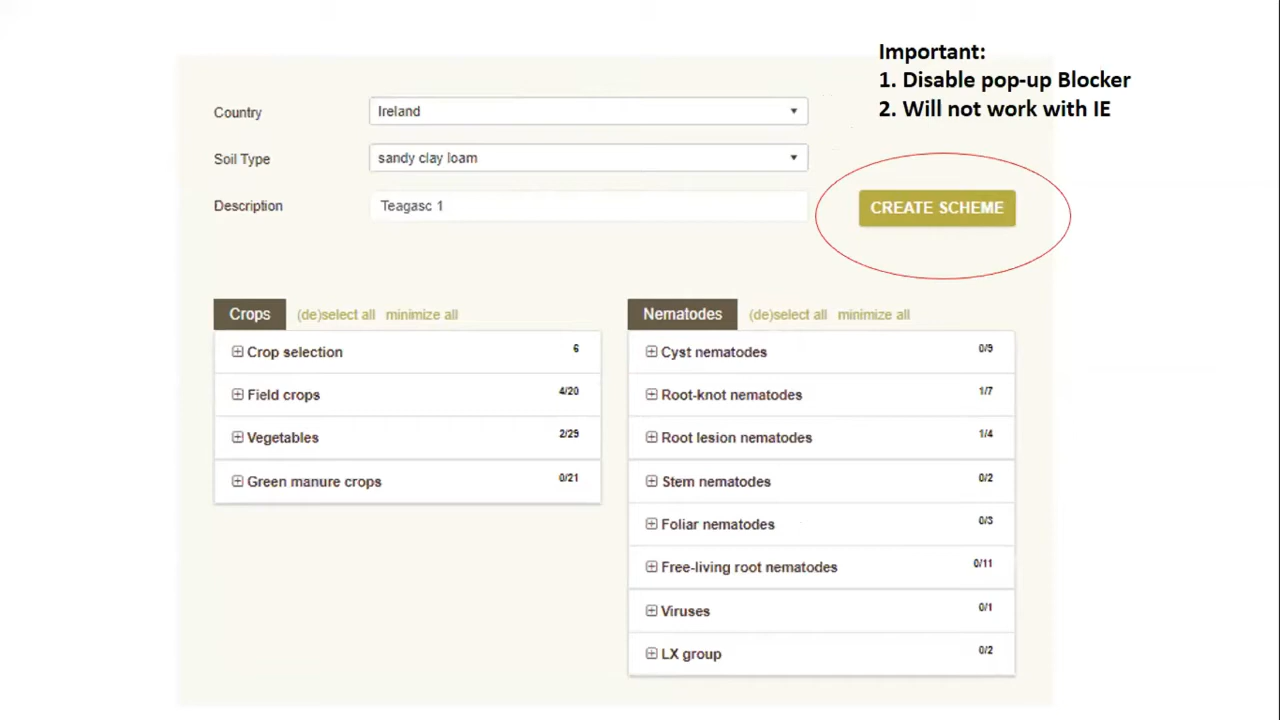 Important:
1. Disable pop-up Blocker
2. Will not work with IE
Country Ireland
Soil Type sandy clay loam
Description Teagasc 1
CREATE SCHEME
Crops (de)select all minimize all
Crop selection 6
Field crops 4/20
Vegetables 2/29
Green manure crops 0/21
Nematodes (de)select all minimize all
Cyst nematodes 0/9
Root-knot nematodes 1/7
Root lesion nematodes 1/4
Stem nematodes 0/2
Foliar nematodes 0/3
Free-living root nematodes 0/11
Viruses 0/1
LX group 0/2